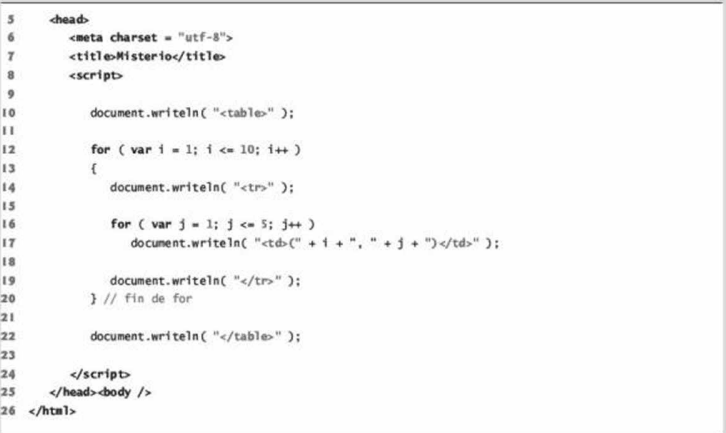 5 <head>
6 <meta charset = "utf-8">
7 <title>Misterio</title>
8 <script>
9
10 document.writeln( "<table>" );
11
12 for ( var i = 1; i <= 10; i++ )
13 {
14 document.writeln( "<tr>" );
15
16 for ( var j = 1; j <= 5; j++ )
17 document.writeln( "<td>(" + i + ", " + j + ")</td>" );
18
19 document.writeln( "</tr>" );
20 } // fin de for
21
22 document.writeln( "</table>" );
23
24 </script>
25 </head><body />
26 </html>